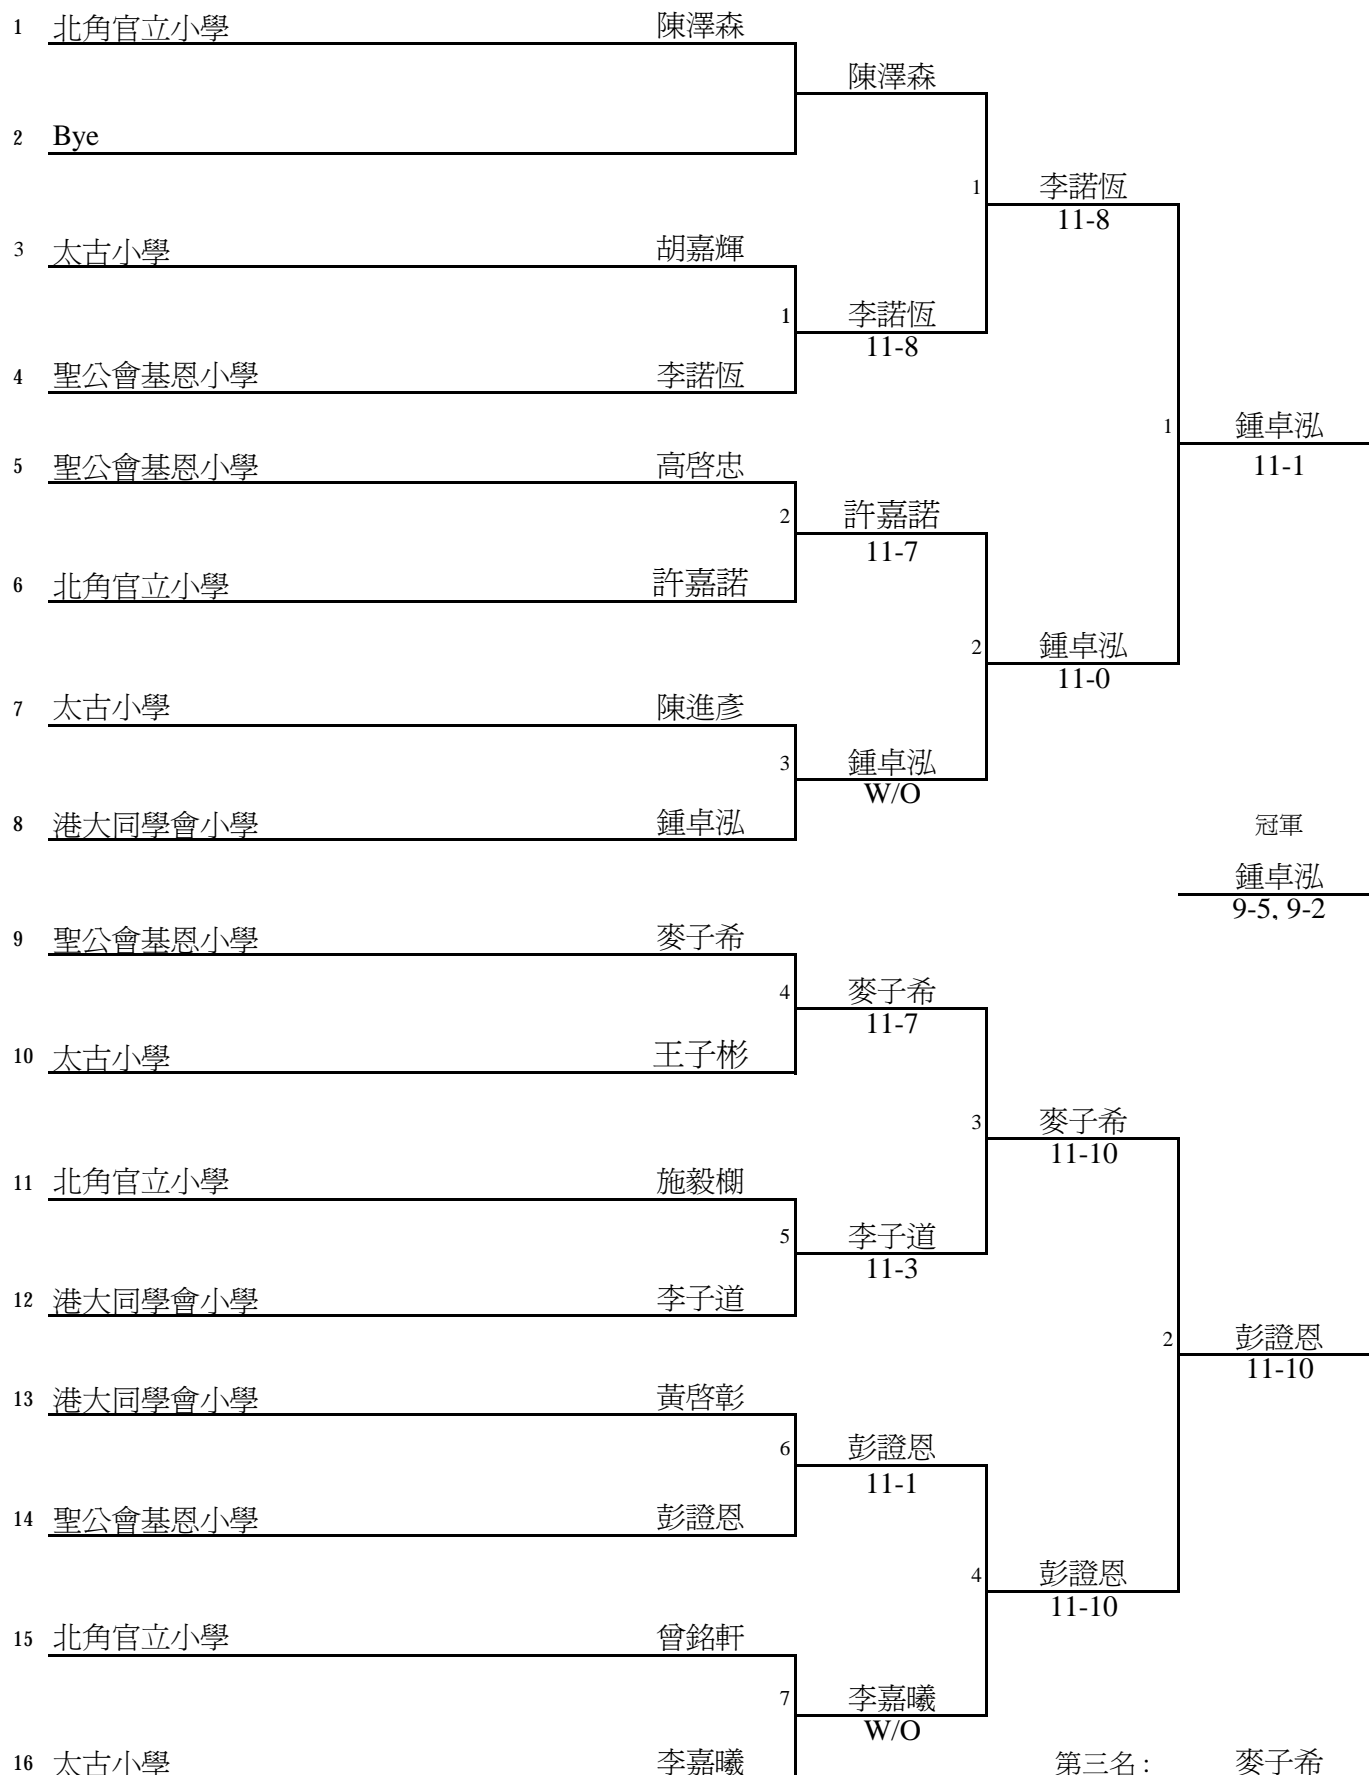 1 北角官立小學 陳澤森
陳澤森
2 Bye
1 李諾恆
11-8
3 太古小學 胡嘉輝
1 李諾恆
11-8
4 聖公會基恩小學 李諾恆
1 鍾卓泓
11-1
5 聖公會基恩小學 高啓忠
2 許嘉諾
11-7
6 北角官立小學 許嘉諾
2 鍾卓泓
11-0
7 太古小學 陳進彥
3 鍾卓泓
W/O
8 港大同學會小學 鍾卓泓
冠軍
鍾卓泓
9-5, 9-2
9 聖公會基恩小學 麥子希
4 麥子希
11-7
10 太古小學 王子彬
3 麥子希
11-10
11 北角官立小學 施毅棡
5 李子道
11-3
12 港大同學會小學 李子道
2 彭證恩
11-10
13 港大同學會小學 黃啓彰
6 彭證恩
11-1
14 聖公會基恩小學 彭證恩
4 彭證恩
11-10
15 北角官立小學 曾銘軒
7 李嘉曦
W/O
16 太古小學 李嘉曦 第三名 : 麥子希